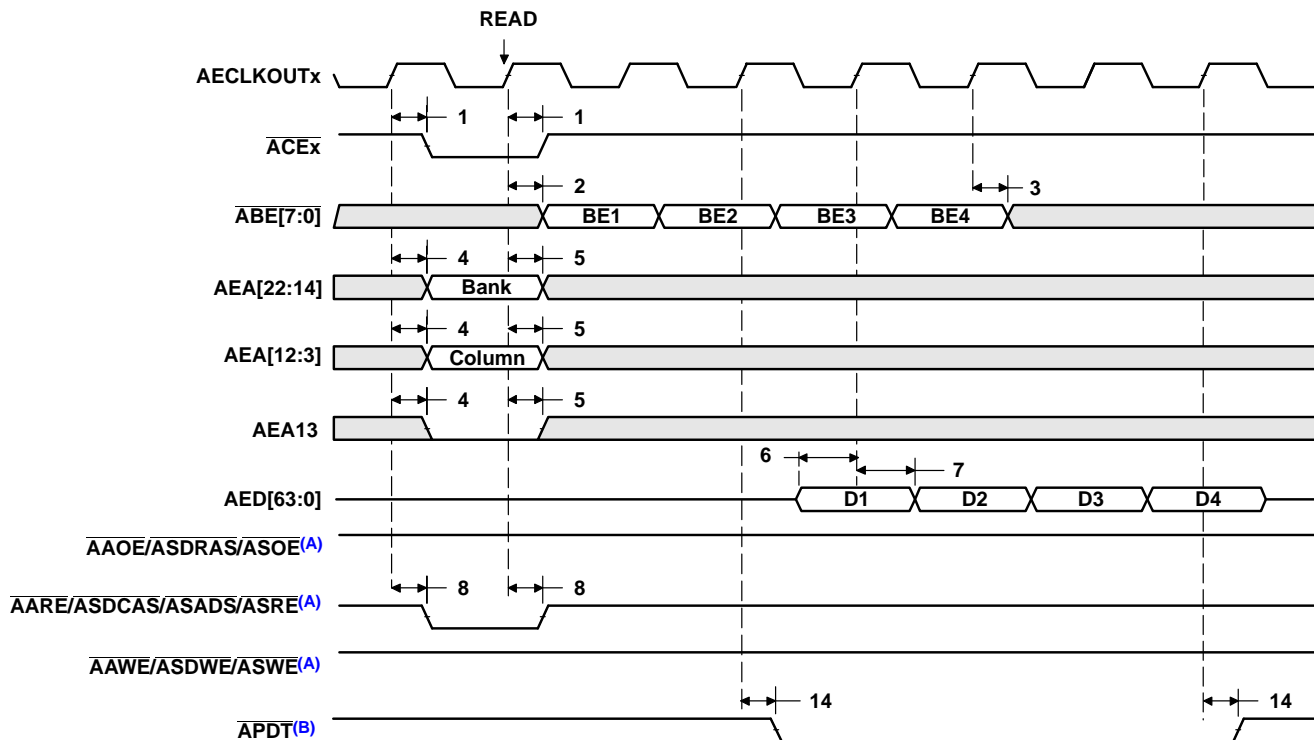 READ
AECLKOUTx
1 1
ACEx
2 3
ABE[7:0] BE1 BE2 BE3 BE4
4 5
AEA[22:14] Bank
4 5
AEA[12:3] Column
4 5
AEA13
6 7
AED[63:0] D1 D2 D3 D4
AAOE/ASDRAS/ASOE(A)
8 8
AARE/ASDCAS/ASADS/ASRE(A)
AAWE/ASDWE/ASWE(A)
14 14
APDT(B)